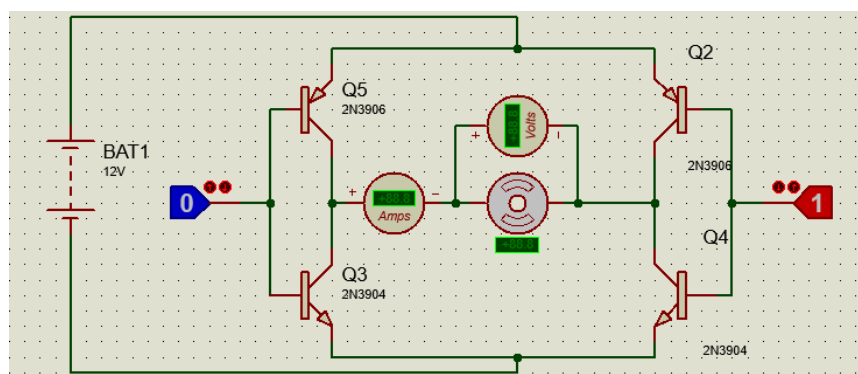 Q2
Q5
2N3906
+88.8
Volts
BAT1
12V
2N3906
0
1
+88.8
Amps
+88.8
Q4
Q3
2N3904
2N3904